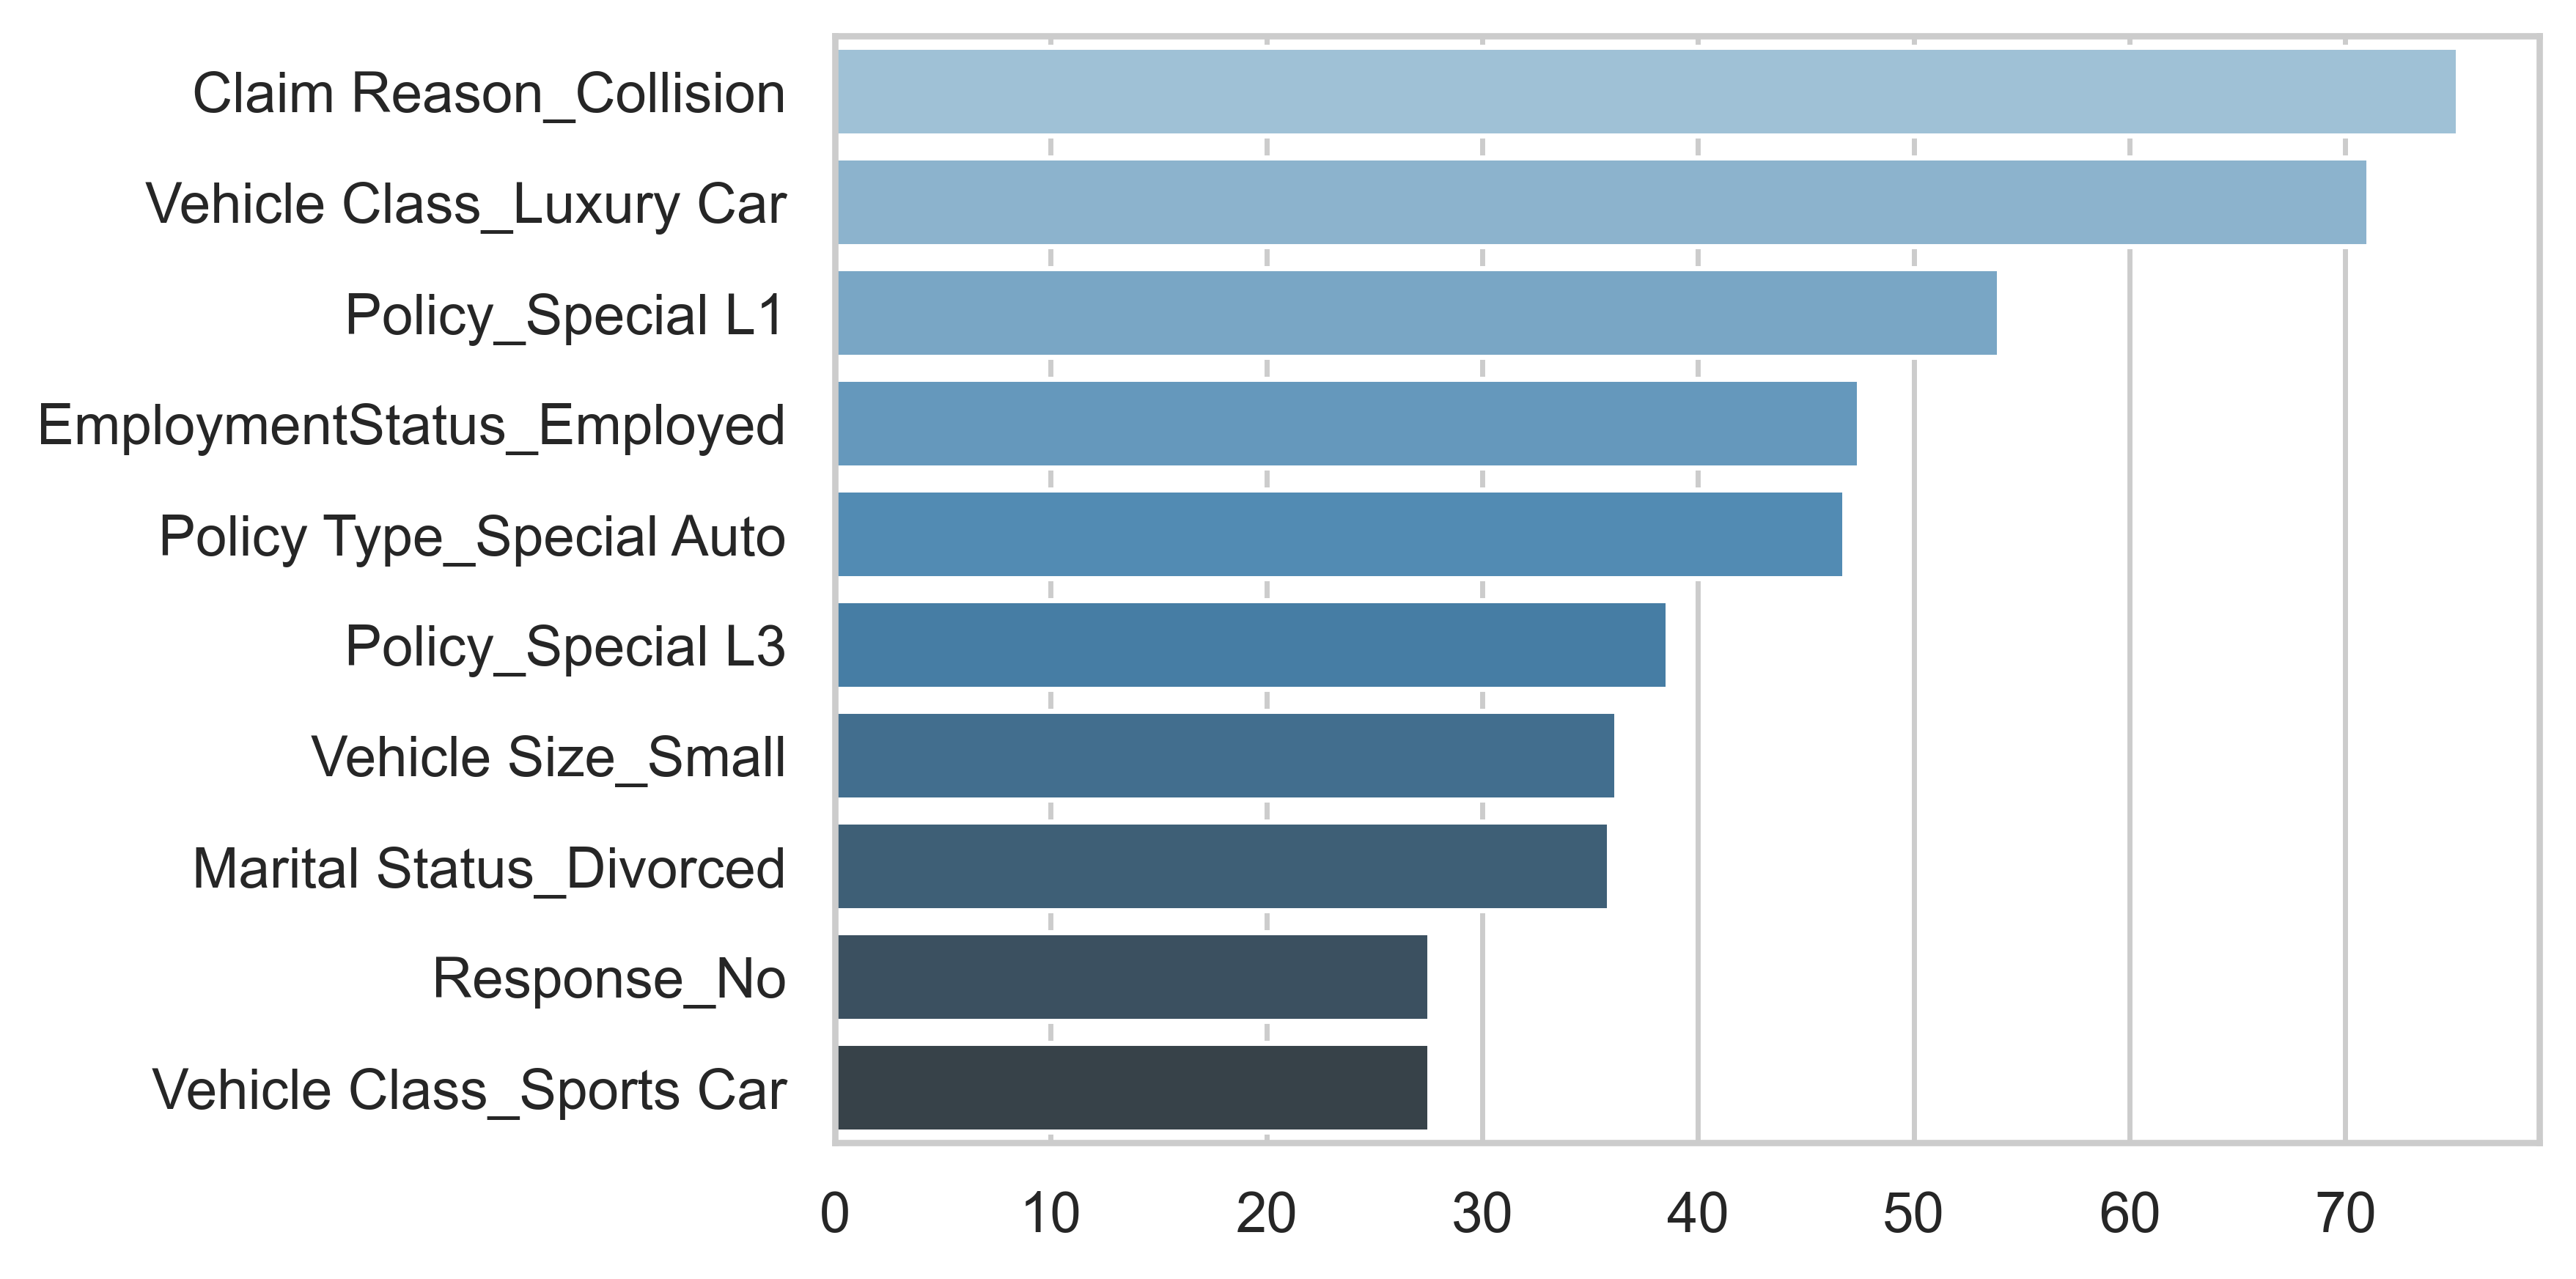 Claim Reason_Collision
Vehicle Class_Luxury Car
Policy_Special L1
EmploymentStatus_Employed
Policy Type_Special Auto
Policy_Special L3
Vehicle Size_Small
Marital Status_Divorced
Response_No
Vehicle Class_Sports Car
0 10 20 30 40 50 60 70